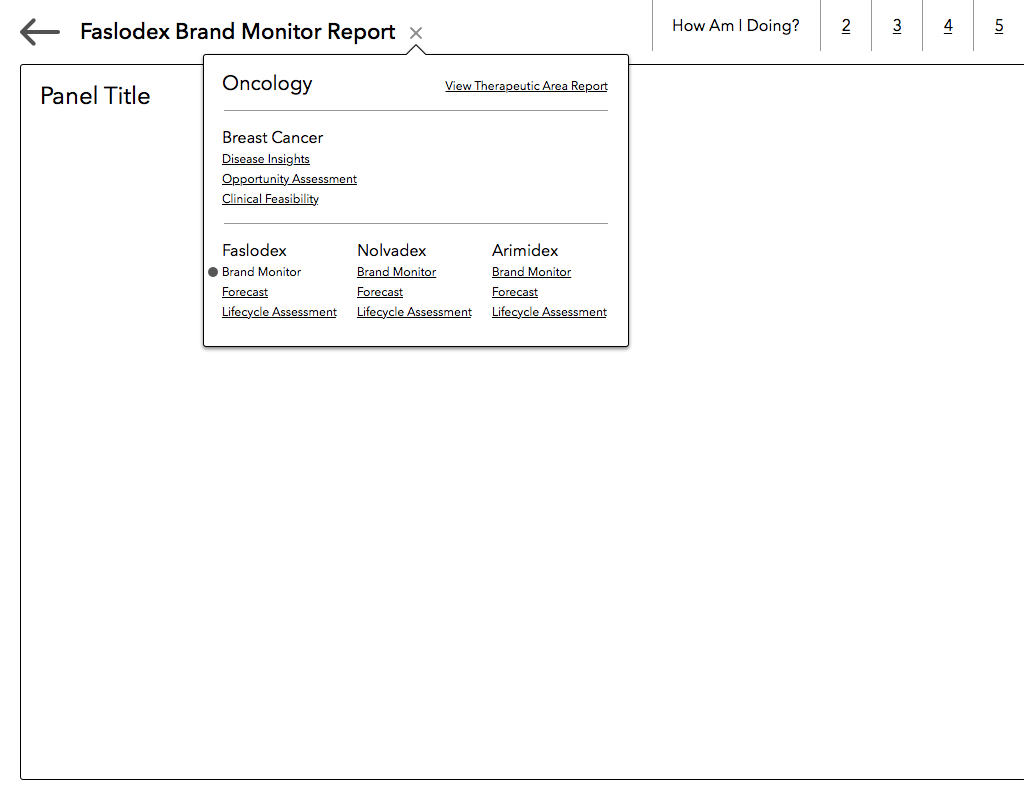 Faslodex Brand Monitor Report ×
How Am I Doing? 2 3 4 5
Panel Title
Oncology View Therapeutic Area Report
Breast Cancer
Disease Insights
Opportunity Assessment
Clinical Feasibility
Faslodex Nolvadex Arimidex
Brand Monitor Brand Monitor Brand Monitor
Forecast Forecast Forecast
Lifecycle Assessment Lifecycle Assessment Lifecycle Assessment